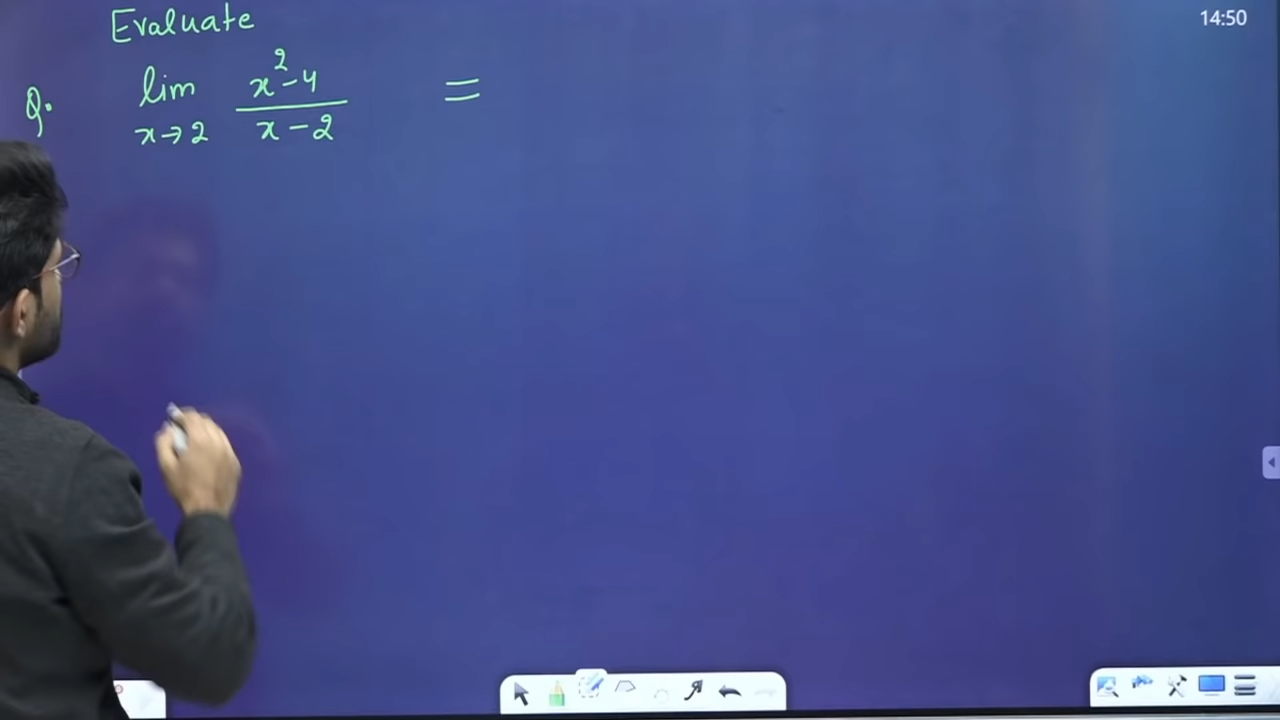 14:50
Evaluate
Q. lim x→2 x²-4 / x-2 =